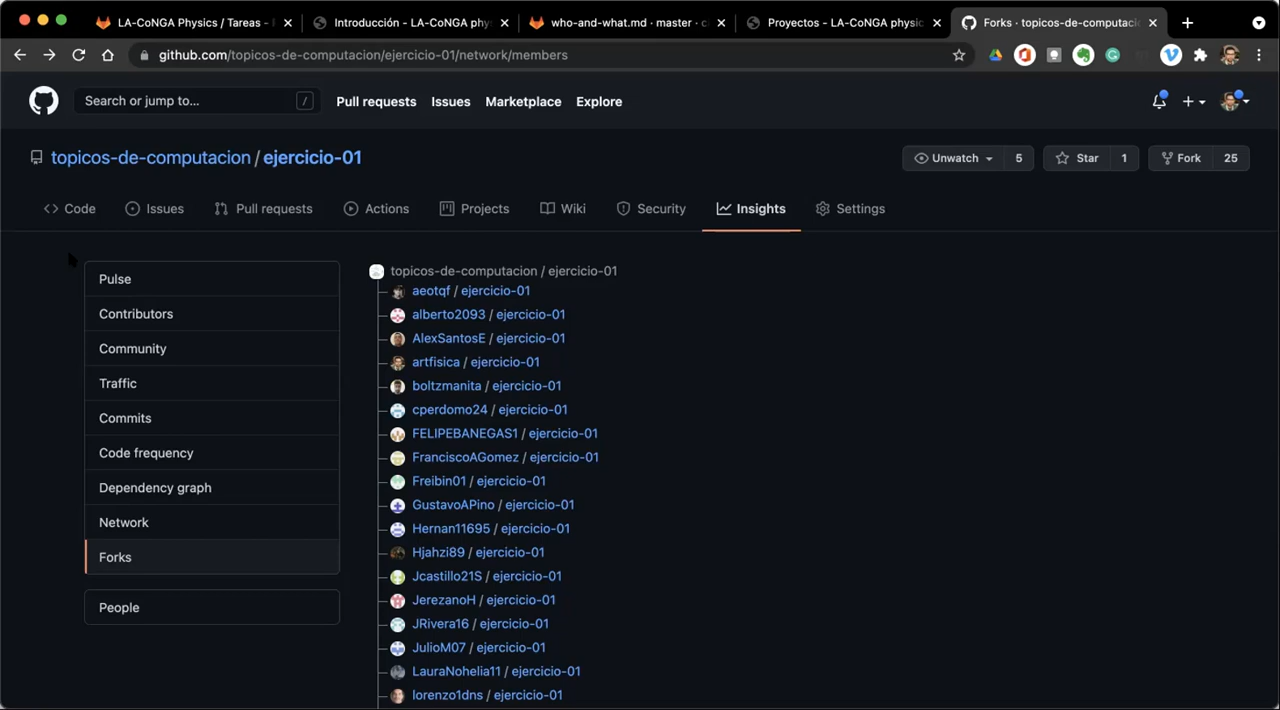 LA-CoNGA Physics / Tareas -
Introducción - LA-CoNGA phy
who-and-what.md · master ·
Proyectos - LA-CoNGA physic
Forks · topicos-de-computacio
github.com/topicos-de-computacion/ejercicio-01/network/members
Search or jump to... /
Pull requests Issues Marketplace Explore
topicos-de-computacion / ejercicio-01
Unwatch 5 Star 1 Fork 25
Code Issues Pull requests Actions Projects Wiki Security Insights Settings
Pulse
Contributors
Community
Traffic
Commits
Code frequency
Dependency graph
Network
Forks
People
topicos-de-computacion / ejercicio-01
aeotqf / ejercicio-01
alberto2093 / ejercicio-01
AlexSantosE / ejercicio-01
artfisica / ejercicio-01
boltzmanita / ejercicio-01
cperdomo24 / ejercicio-01
FELIPEBANEGAS1 / ejercicio-01
FranciscoAGomez / ejercicio-01
Freibin01 / ejercicio-01
GustavoAPino / ejercicio-01
Hernan11695 / ejercicio-01
Hjahzi89 / ejercicio-01
Jcastillo21S / ejercicio-01
JerezanoH / ejercicio-01
JRivera16 / ejercicio-01
JulioM07 / ejercicio-01
LauraNohelia11 / ejercicio-01
lorenzo1dns / ejercicio-01